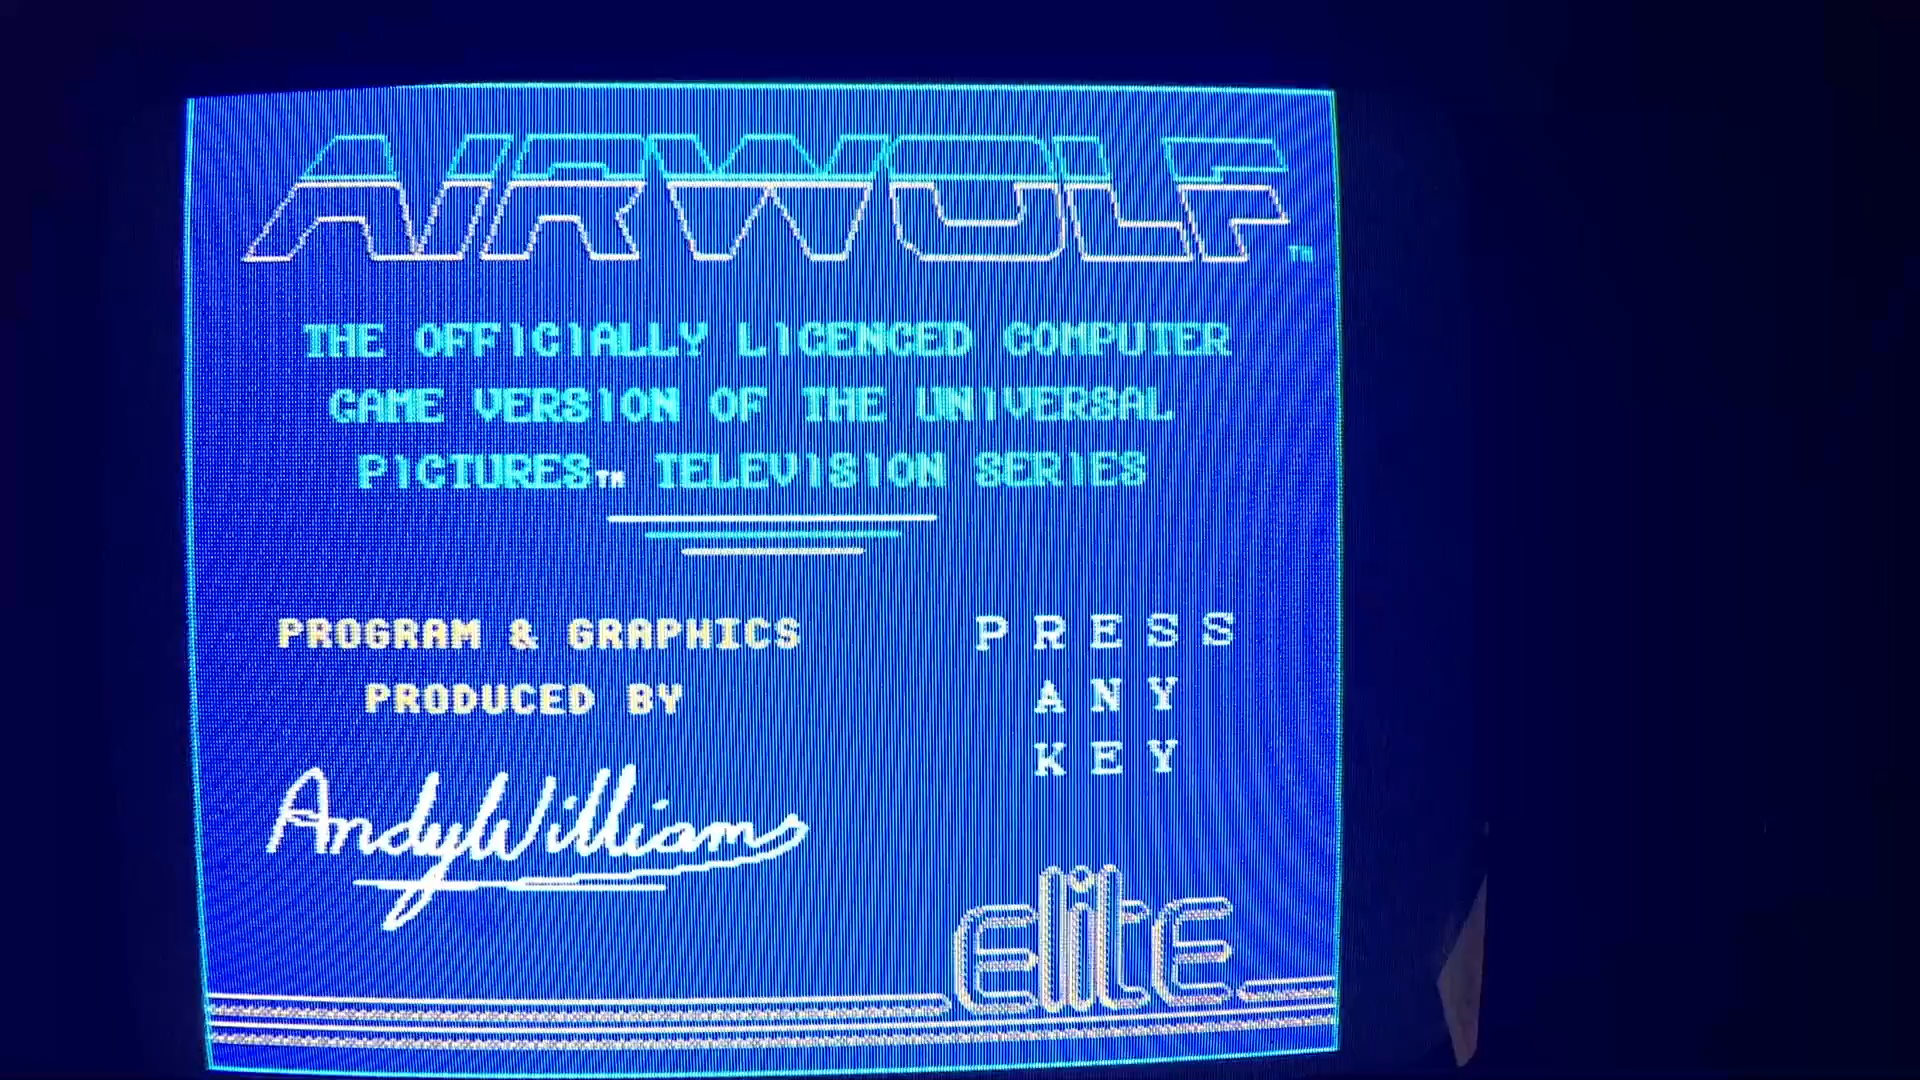 AIRWOLF TM
THE OFFICIALLY LICENCED COMPUTER
GAME VERSION OF THE UNIVERSAL
PICTURES TM TELEVISION SERIES
PROGRAM & GRAPHICS
PRODUCED BY
Andy Williams
PRESS
ANY
KEY
elite